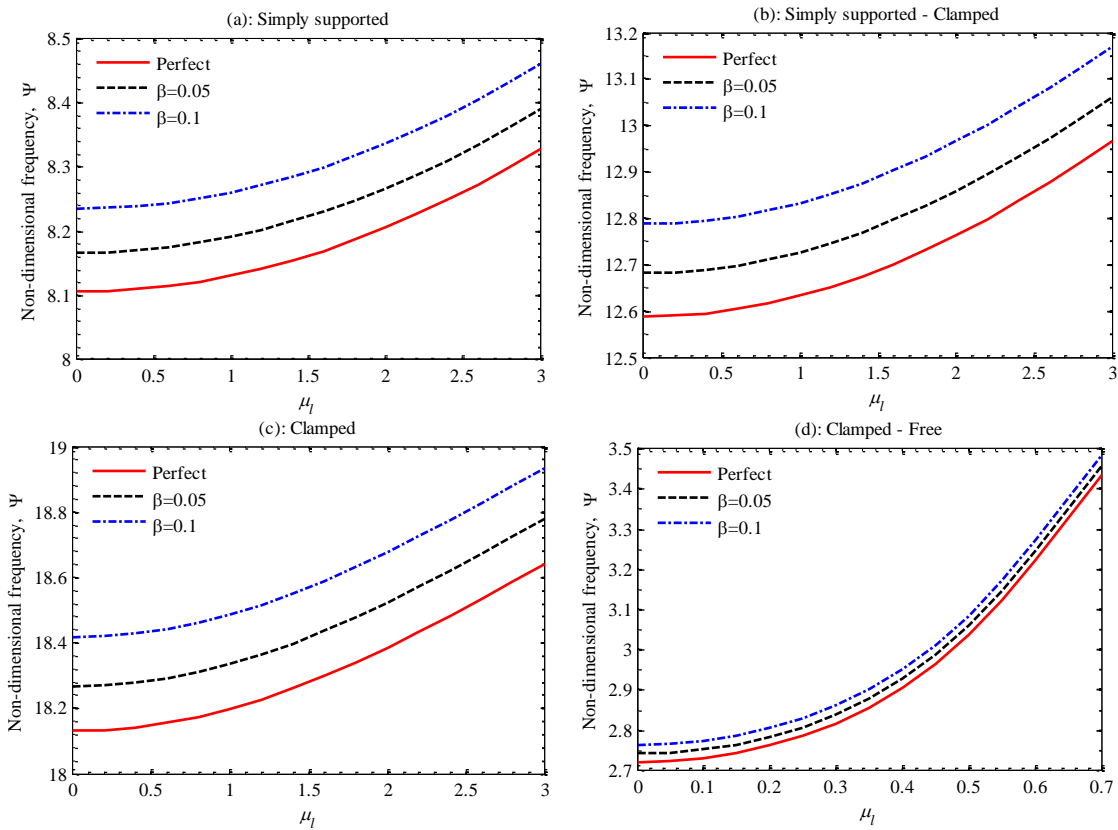 (a): Simply supported
8.5
8.4
8.3
8.2
8.1
8
Non-dimensional frequency, Ψ
Perfect
β=0.05
β=0.1
0 0.5 1 1.5 2 2.5 3
μl
(b): Simply supported - Clamped
13.2
13.1
13
12.9
12.8
12.7
12.6
12.5
Non-dimensional frequency, Ψ
Perfect
β=0.05
β=0.1
0 0.5 1 1.5 2 2.5 3
μl
(c): Clamped
19
18.8
18.6
18.4
18.2
18
Non-dimensional frequency, Ψ
Perfect
β=0.05
β=0.1
0 0.5 1 1.5 2 2.5 3
μl
(d): Clamped - Free
3.5
3.4
3.3
3.2
3.1
3.0
2.9
2.8
2.7
Non-dimensional frequency, Ψ
Perfect
β=0.05
β=0.1
0 0.1 0.2 0.3 0.4 0.5 0.6 0.7
μl